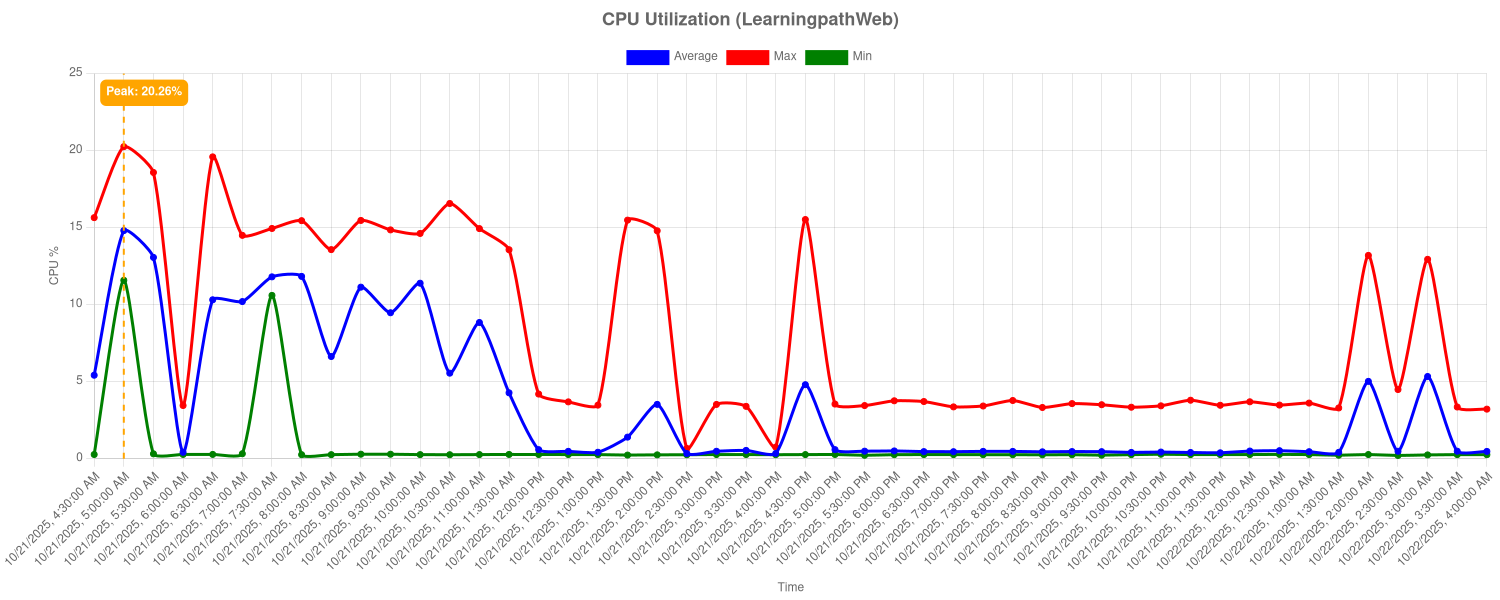 CPU Utilization (LearningpathWeb)
Average Max Min
25
Peak: 20.26%
20
15
CPU %
10
5
0
10/21/2025, 4:30:00 AM
10/21/2025, 5:00:00 AM
10/21/2025, 5:30:00 AM
10/21/2025, 6:00:00 AM
10/21/2025, 6:30:00 AM
10/21/2025, 7:00:00 AM
10/21/2025, 7:30:00 AM
10/21/2025, 8:00:00 AM
10/21/2025, 8:30:00 AM
10/21/2025, 9:00:00 AM
10/21/2025, 9:30:00 AM
10/21/2025, 10:00:00 AM
10/21/2025, 10:30:00 AM
10/21/2025, 11:00:00 AM
10/21/2025, 11:30:00 AM
10/21/2025, 12:00:00 PM
10/21/2025, 12:30:00 PM
10/21/2025, 1:00:00 PM
10/21/2025, 1:30:00 PM
10/21/2025, 2:00:00 PM
10/21/2025, 2:30:00 PM
10/21/2025, 3:00:00 PM
10/21/2025, 3:30:00 PM
10/21/2025, 4:00:00 PM
10/21/2025, 4:30:00 PM
10/21/2025, 5:00:00 PM
10/21/2025, 5:30:00 PM
10/21/2025, 6:00:00 PM
10/21/2025, 6:30:00 PM
10/21/2025, 7:00:00 PM
10/21/2025, 7:30:00 PM
10/21/2025, 8:00:00 PM
10/21/2025, 8:30:00 PM
10/21/2025, 9:00:00 PM
10/21/2025, 9:30:00 PM
10/21/2025, 10:00:00 PM
10/21/2025, 10:30:00 PM
10/21/2025, 11:00:00 PM
10/21/2025, 11:30:00 PM
10/22/2025, 12:00:00 AM
10/22/2025, 12:30:00 AM
10/22/2025, 1:00:00 AM
10/22/2025, 1:30:00 AM
10/22/2025, 2:00:00 AM
10/22/2025, 2:30:00 AM
10/22/2025, 3:00:00 AM
10/22/2025, 3:30:00 AM
10/22/2025, 4:00:00 AM
Time